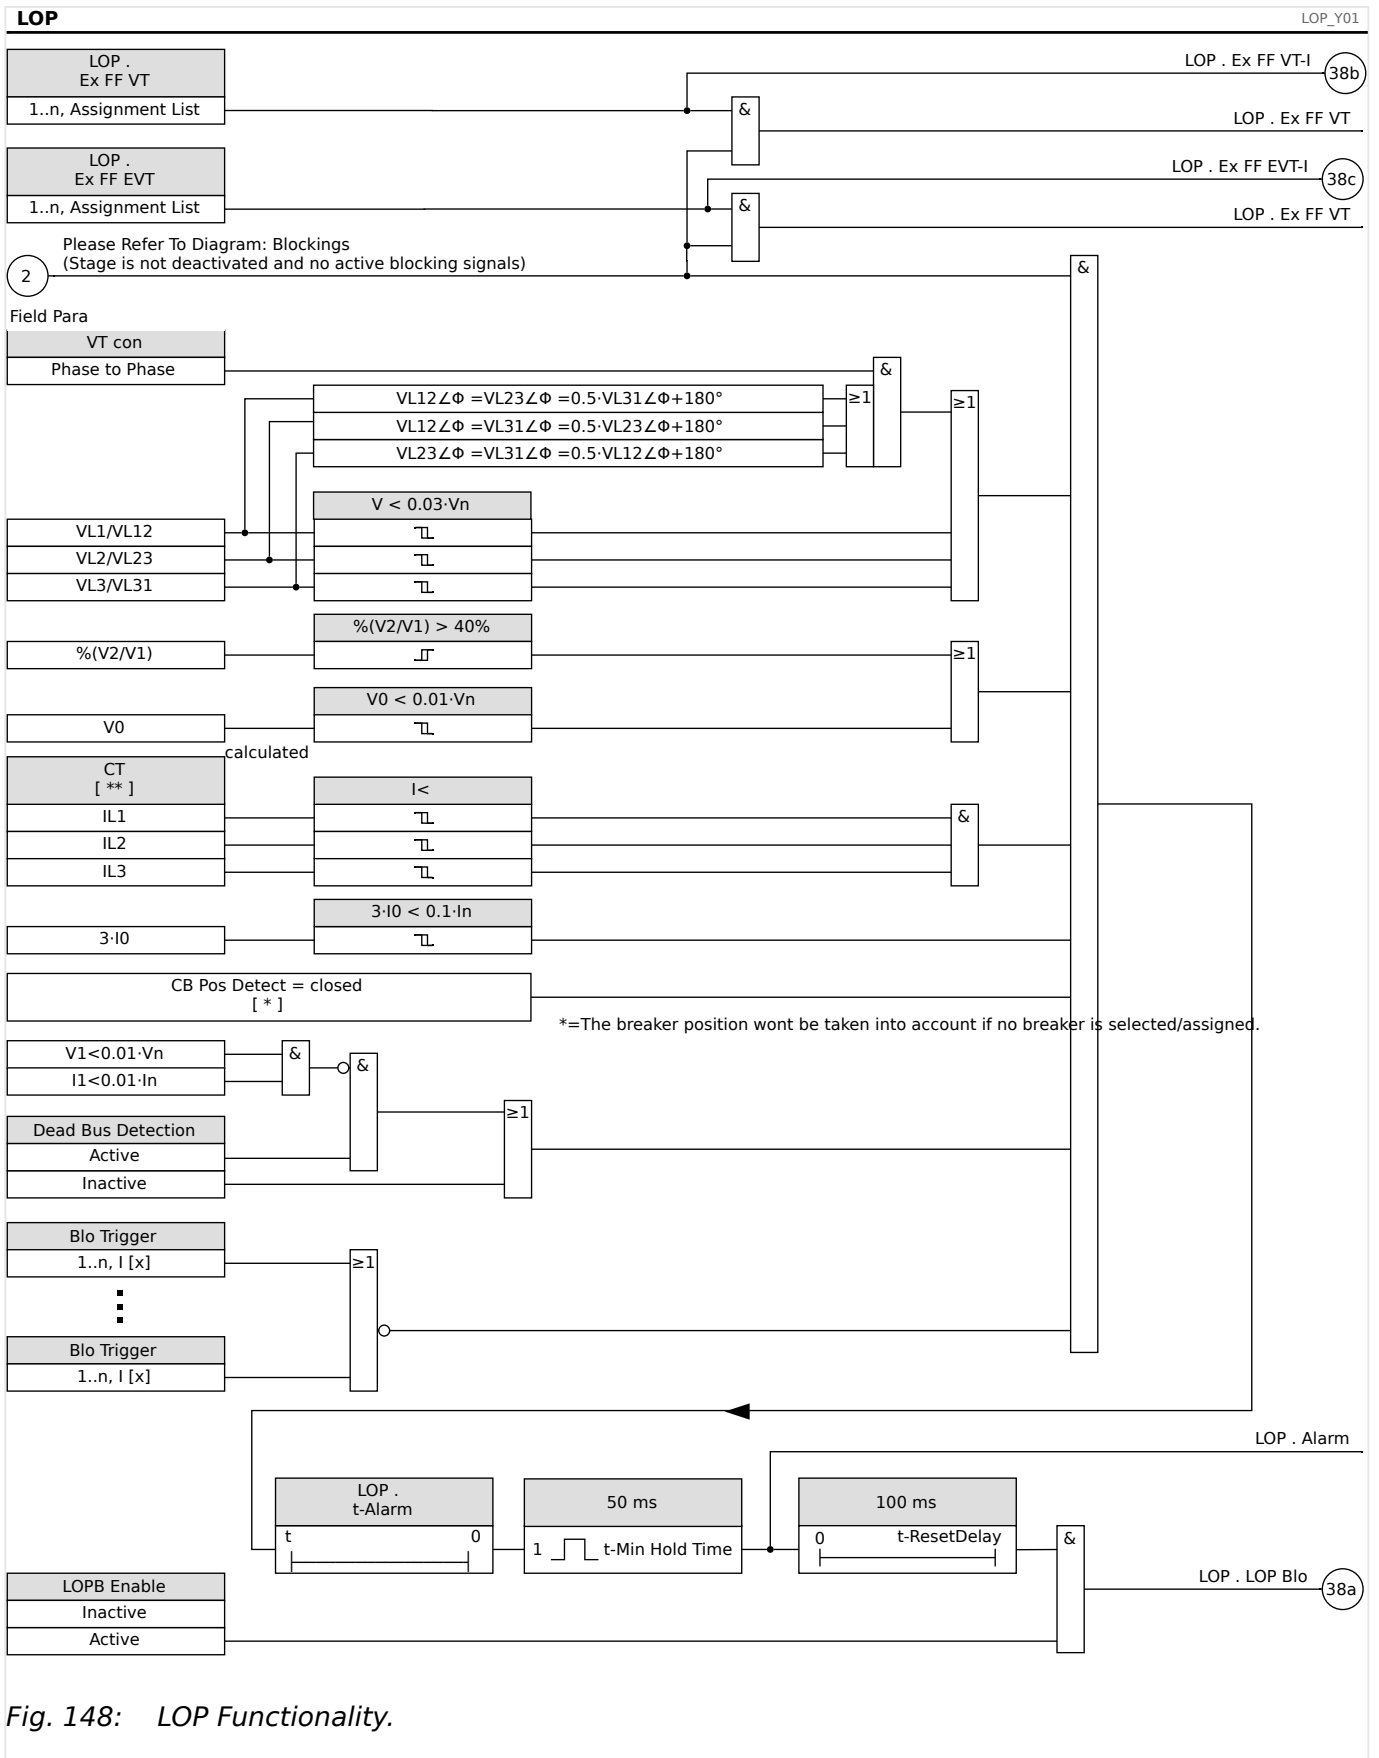 LOP
LOP_Y01
LOP .
Ex FF VT
1..n, Assignment List
LOP . Ex FF VT-I
38b
&
LOP . Ex FF VT
LOP .
Ex FF EVT
1..n, Assignment List
LOP . Ex FF EVT-I
38c
&
LOP . Ex FF VT
Please Refer To Diagram: Blockings
(Stage is not deactivated and no active blocking signals)
2
&
Field Para
VT con
Phase to Phase
&
VL12∠Φ =VL23∠Φ =0.5·VL31∠Φ+180°
≥1
≥1
VL12∠Φ =VL31∠Φ =0.5·VL23∠Φ+180°
VL23∠Φ =VL31∠Φ =0.5·VL12∠Φ+180°
V < 0.03·Vn
VL1/VL12
VL2/VL23
VL3/VL31
%(V2/V1) > 40%
%(V2/V1)
≥1
V0 < 0.01·Vn
V0
calculated
CT
[ ** ]
I<
IL1
&
IL2
IL3
3·I0 < 0.1·In
3·I0
CB Pos Detect = closed
[ * ]
*=The breaker position wont be taken into account if no breaker is selected/assigned.
V1<0.01·Vn
&
&
I1<0.01·In
≥1
Dead Bus Detection
Active
Inactive
Blo Trigger
1..n, I [x]
≥1
Blo Trigger
1..n, I [x]
LOP . Alarm
LOP .
t-Alarm
50 ms
100 ms
t
0
1
t-Min Hold Time
0
t-ResetDelay
&
LOPB Enable
Inactive
Active
LOP . LOP Blo
38a
Fig. 148: LOP Functionality.